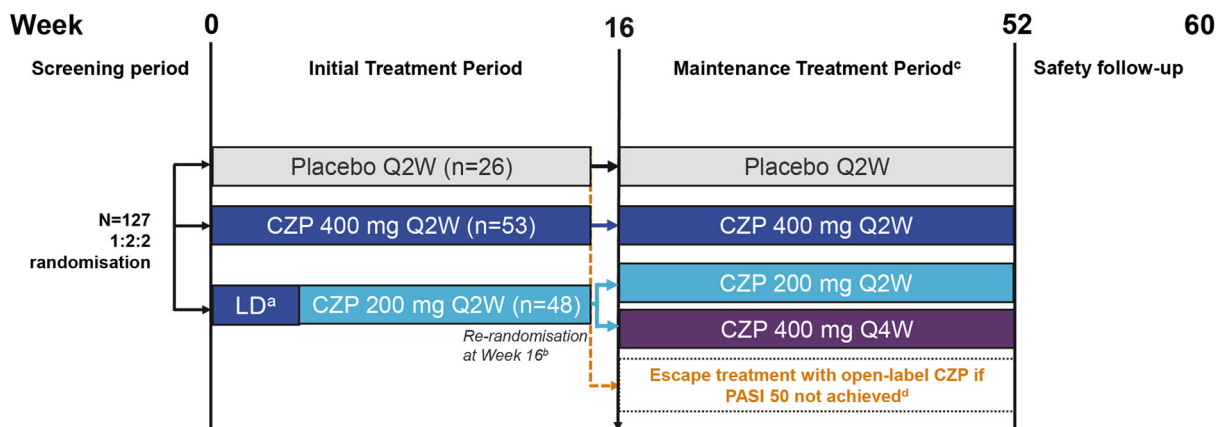 Week 0 16 52 60
Screening period Initial Treatment Period Maintenance Treatment Periodᶜ Safety follow-up
Placebo Q2W (n=26) Placebo Q2W
N=127
1:2:2
randomisation
CZP 400 mg Q2W (n=53) CZP 400 mg Q2W
LDᵃ CZP 200 mg Q2W (n=48)
CZP 200 mg Q2W
CZP 400 mg Q4W
Re-randomisation
at Week 16ᵇ
Escape treatment with open-label CZP if
PASI 50 not achievedᵈ